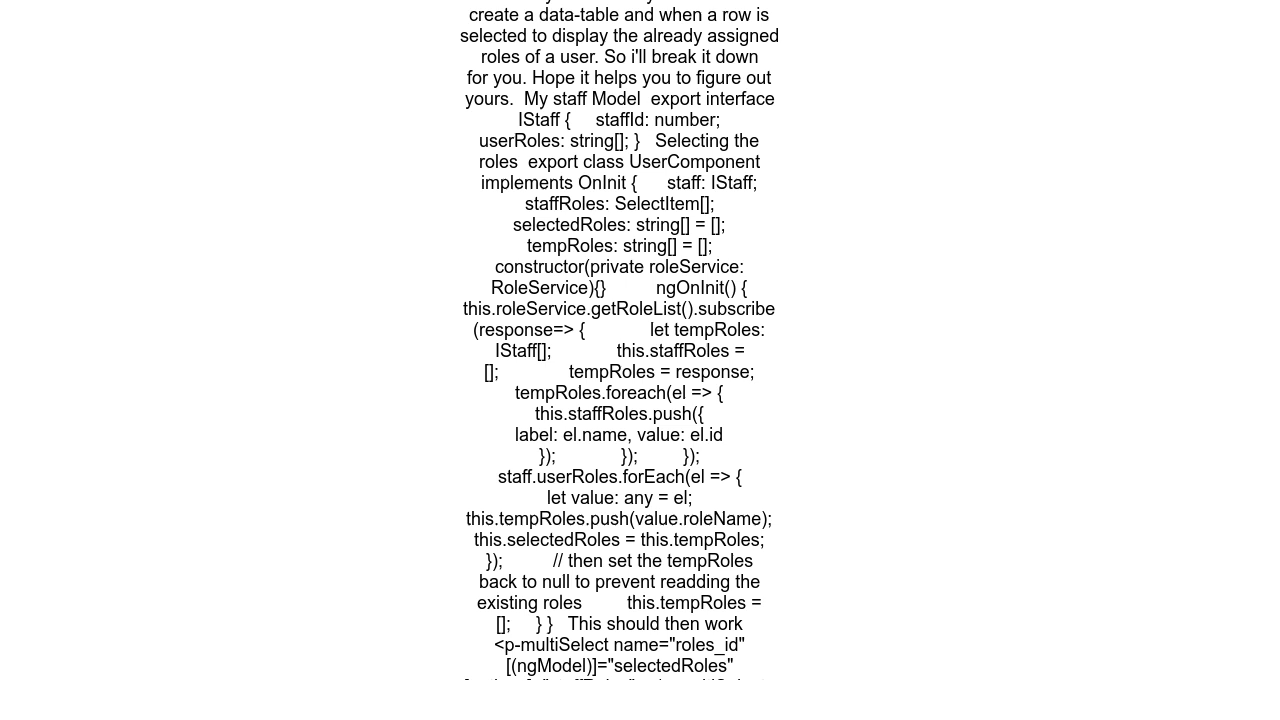 create a data-table and when a row is
selected to display the already assigned
roles of a user. So i'll break it down
for you. Hope it helps you to figure out
yours.  My staff Model  export interface
IStaff {     staffId: number;
userRoles: string[]; }   Selecting the
roles  export class UserComponent
implements OnInit {      staff: IStaff;
staffRoles: SelectItem[];
selectedRoles: string[] = [];
tempRoles: string[] = [];
constructor(private roleService:
RoleService){}          ngOnInit() {
this.roleService.getRoleList().subscribe
(response=> {             let tempRoles:
IStaff[];             this.staffRoles =
[];              tempRoles = response;
tempRoles.foreach(el => {
this.staffRoles.push({
label: el.name, value: el.id
});             });         });
staff.userRoles.forEach(el => {
let value: any = el;
this.tempRoles.push(value.roleName);
this.selectedRoles = this.tempRoles;
});          // then set the tempRoles
back to null to prevent readding the
existing roles         this.tempRoles =
[];     } }   This should then work
<p-multiSelect name="roles_id"
[(ngModel)]="selectedRoles"